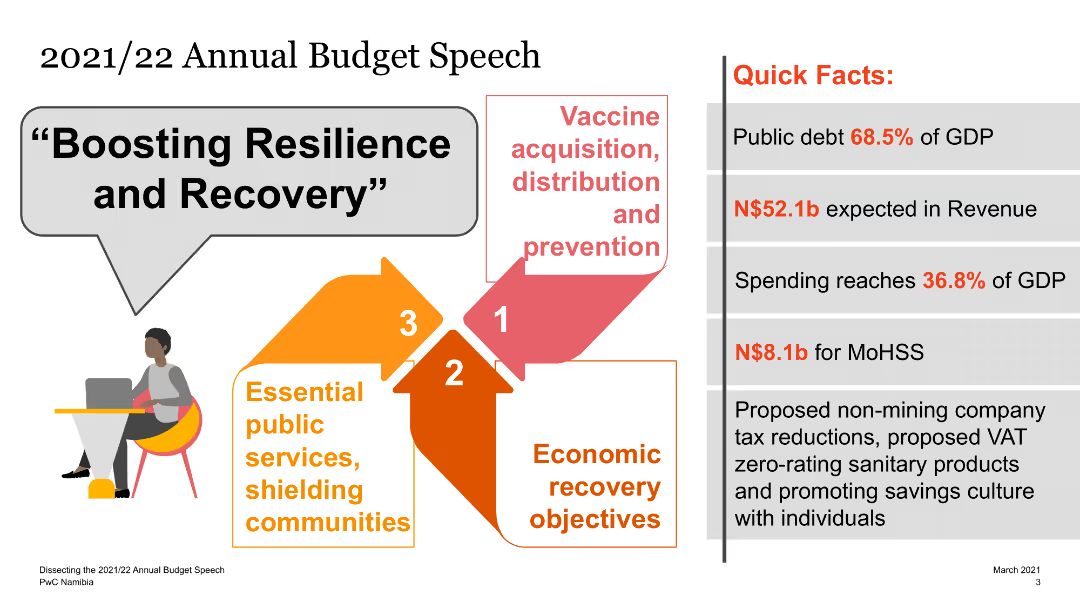 2021/22 Annual Budget Speech
“Boosting Resilience
and Recovery”
Vaccine
acquisition,
distribution
and
prevention
1
3
2
Essential
public
services,
shielding
communities
Economic
recovery
objectives
Quick Facts:
Public debt 68.5% of GDP
N$52.1b expected in Revenue
Spending reaches 36.8% of GDP
N$8.1b for MoHSS
Proposed non-mining company
tax reductions, proposed VAT
zero-rating sanitary products
and promoting savings culture
with individuals
Dissecting the 2021/22 Annual Budget Speech
PwC Namibia
March 2021
3